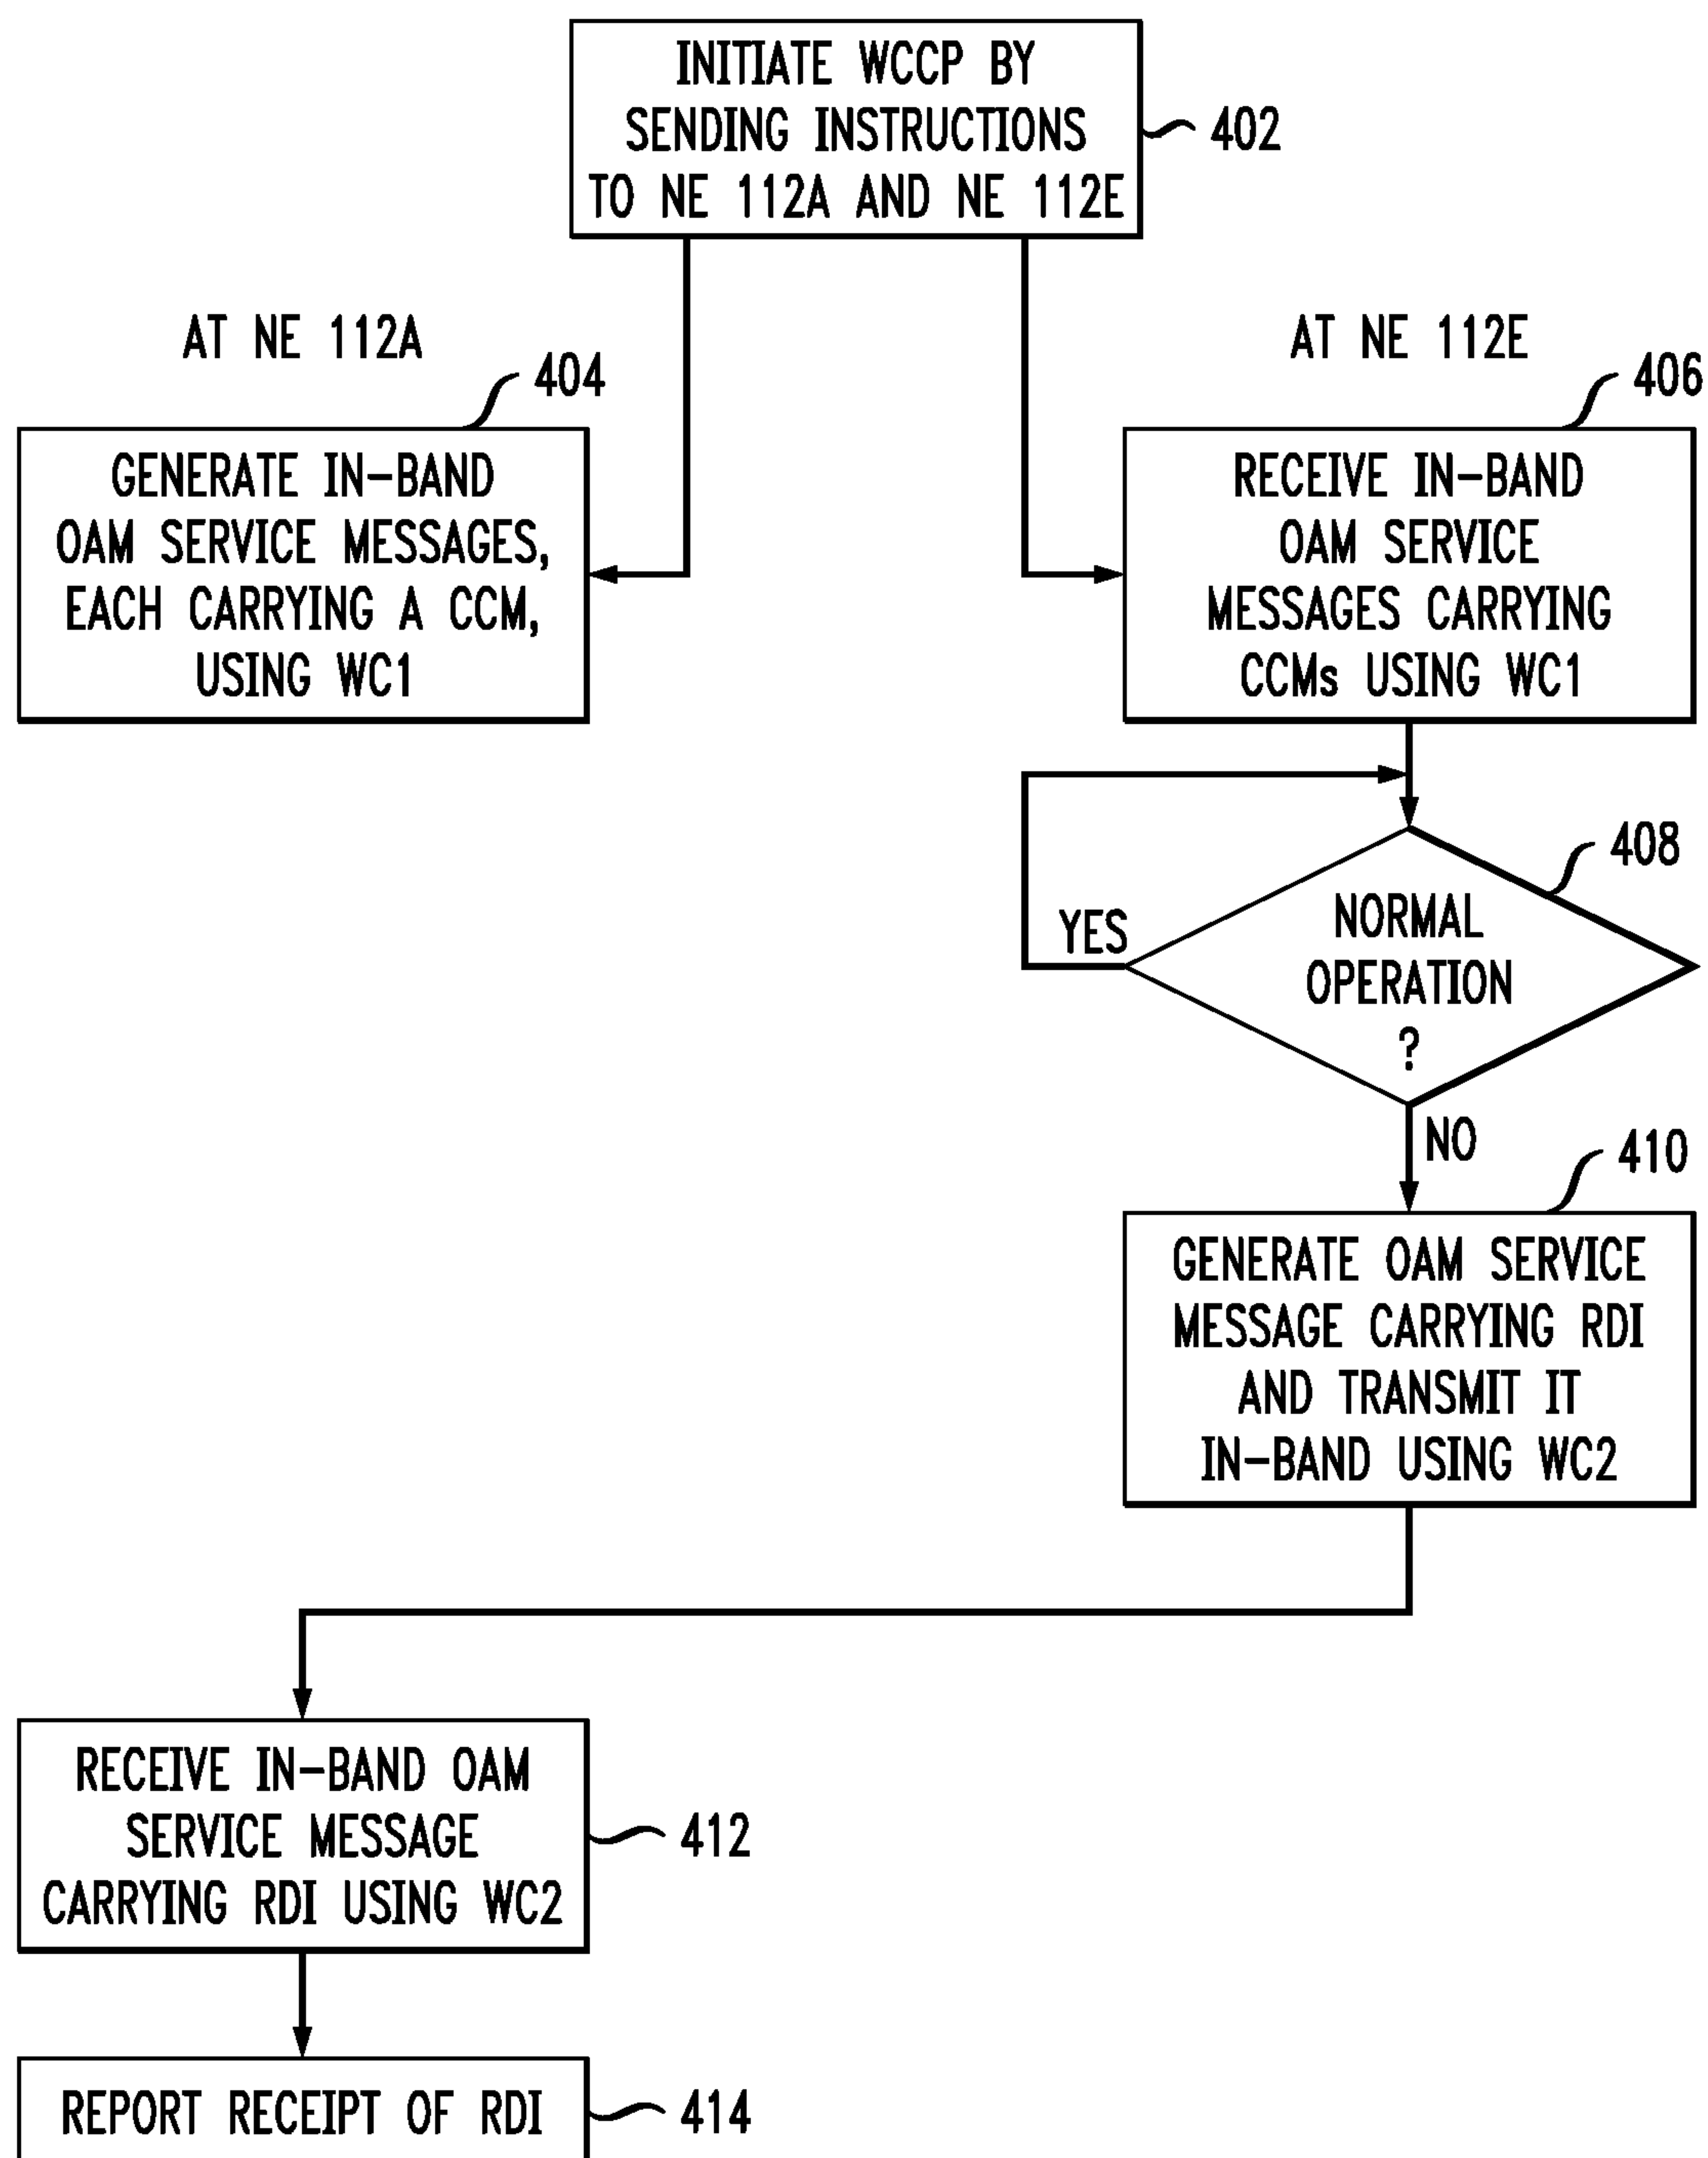 INITIATE WCCP BY
SENDING INSTRUCTIONS
TO NE 112A AND NE 112E
402
AT NE 112A
404
GENERATE IN-BAND
OAM SERVICE MESSAGES,
EACH CARRYING A CCM,
USING WC1
AT NE 112E
406
RECEIVE IN-BAND
OAM SERVICE
MESSAGES CARRYING
CCMs USING WC1
408
NORMAL
OPERATION
?
YES
NO
410
GENERATE OAM SERVICE
MESSAGE CARRYING RDI
AND TRANSMIT IT
IN-BAND USING WC2
RECEIVE IN-BAND OAM
SERVICE MESSAGE
CARRYING RDI USING WC2
412
REPORT RECEIPT OF RDI
414